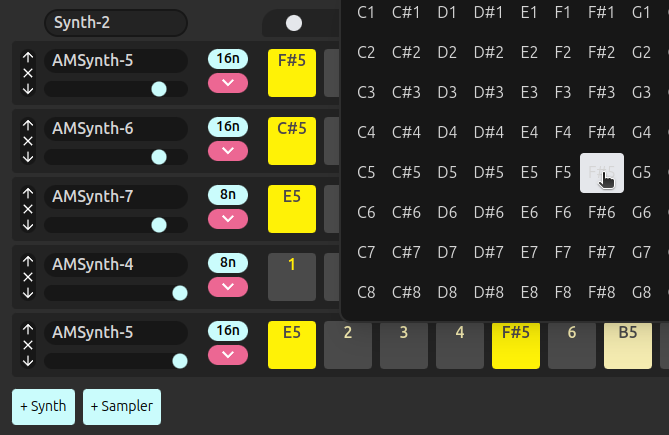 Synth-2
C1 C#1 D1 D#1 E1 F1 F#1 G1
C2 C#2 D2 D#2 E2 F2 F#2 G2
C3 C#3 D3 D#3 E3 F3 F#3 G3
C4 C#4 D4 D#4 E4 F4 F#4 G4
C5 C#5 D5 D#5 E5 F5 F#5 G5
C6 C#6 D6 D#6 E6 F6 F#6 G6
C7 C#7 D7 D#7 E7 F7 F#7 G7
C8 C#8 D8 D#8 E8 F8 F#8 G8
AMSynth-5 16n F#5
AMSynth-6 16n C#5
AMSynth-7 8n E5
AMSynth-4 8n 1
AMSynth-5 16n E5 2 3 4 F#5 6 B5
+ Synth + Sampler